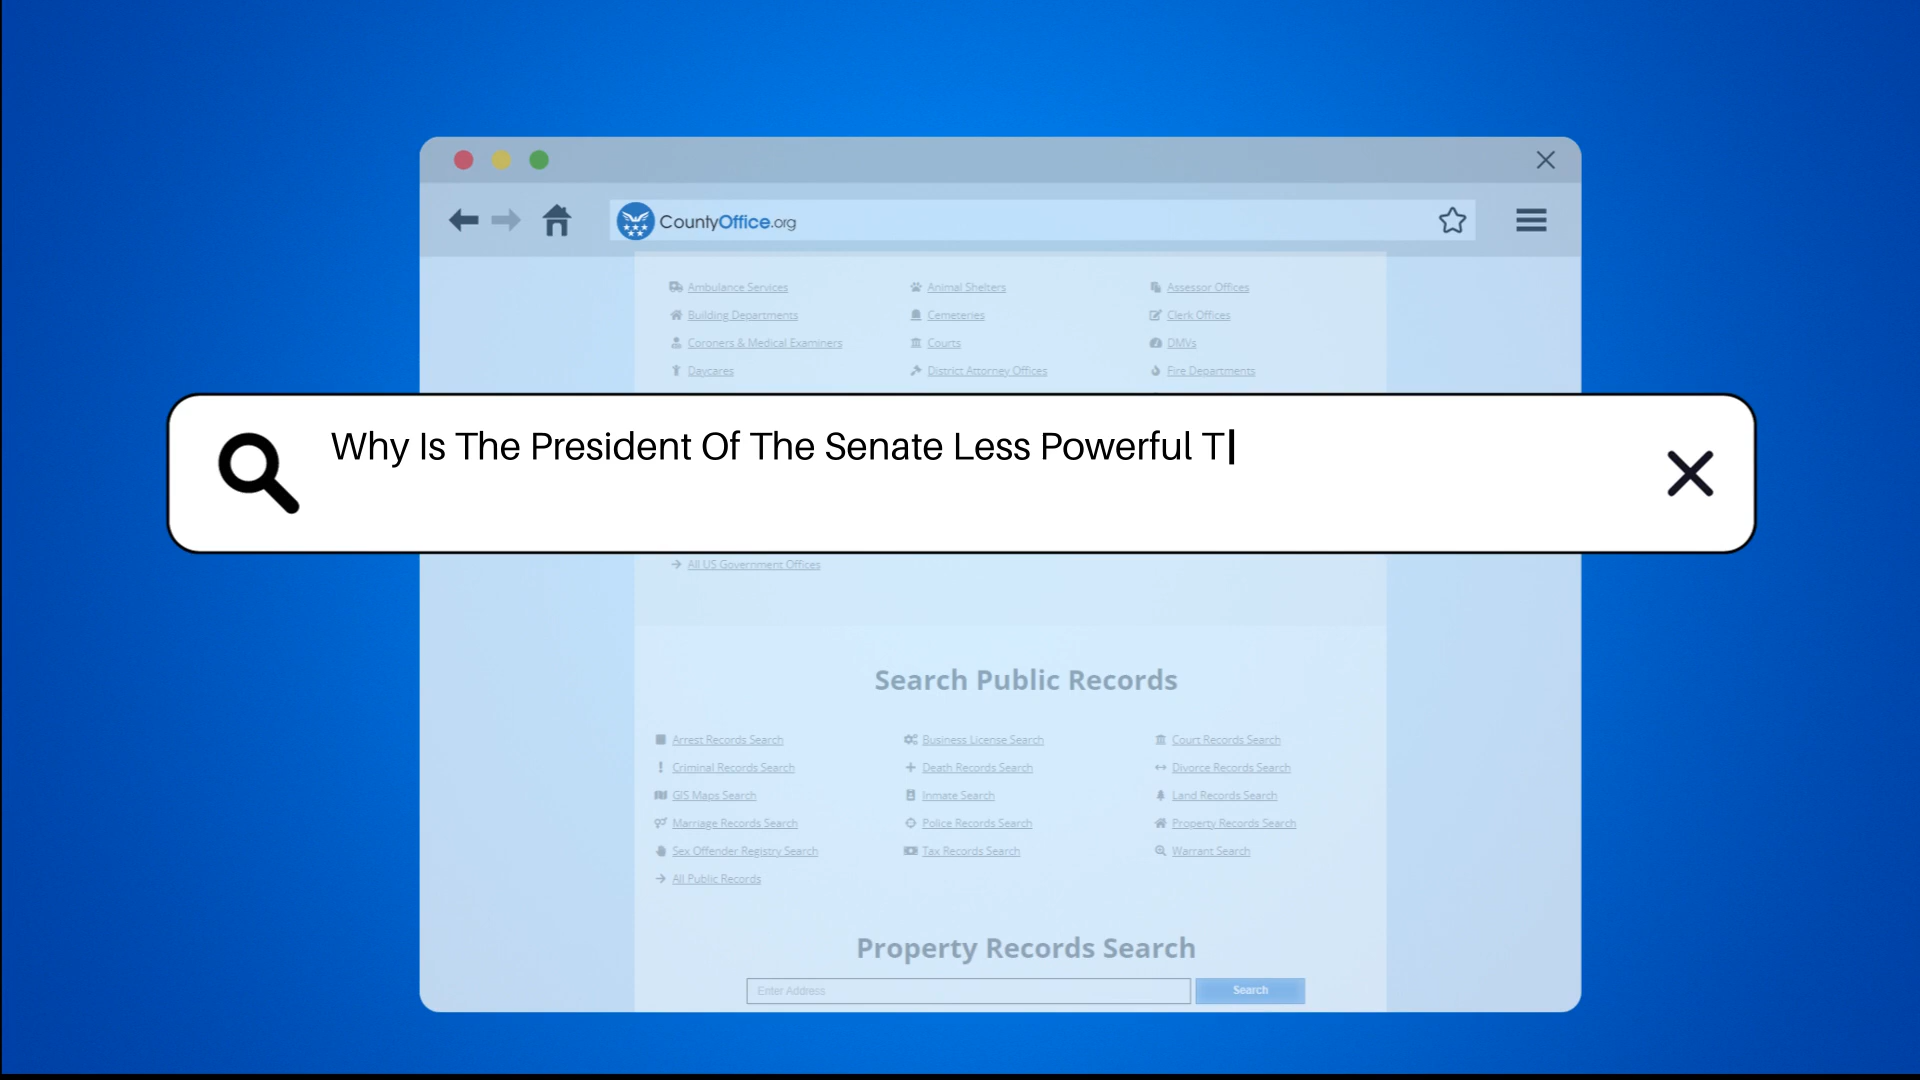 CountyOffice.org
Ambulance Services Animal Shelters Assessor Offices
Building Departments Cemeteries Clerk Offices
Coroners & Medical Examiners Courts DMVs
Daycares District Attorney Offices Fire Departments
Why Is The President Of The Senate Less Powerful T
All US Government Offices
Search Public Records
Arrest Records Search Business License Search Court Records Search
Criminal Records Search Death Records Search Divorce Records Search
GIS Maps Search Inmate Search Land Records Search
Marriage Records Search Police Records Search Property Records Search
Sex Offender Registry Search Tax Records Search Warrant Search
All Public Records
Property Records Search
Enter Address Search